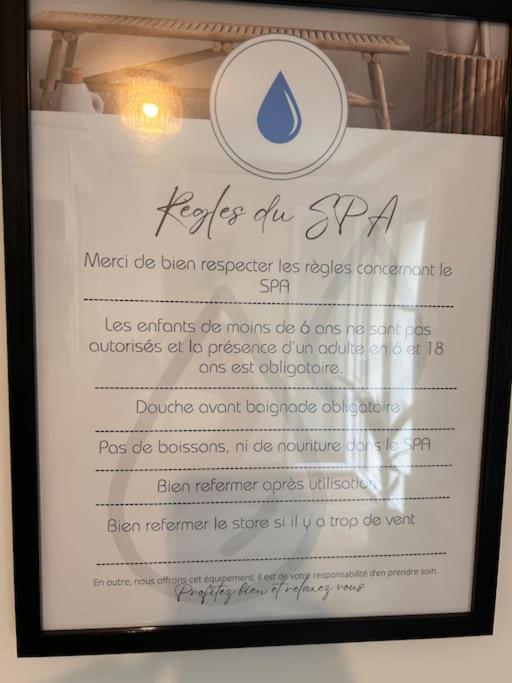 Regles du SPA
Merci de bien respecter les règles concernant le
SPA
Les enfants de moins de 6 ans ne sont pas
autorisés et la présence d'un adulte en 6 et 18
ans est obligatoire.
Douche avant baignade obligatoire
Pas de boissons, ni de nouriture dans le SPA
Bien refermer après utilisation
Bien refermer le store si il y a trop de vent
En outre, nous offrons cet équipement, il est de votre responsabilité d'en prendre soin.
Profitez bien et relaxez vous